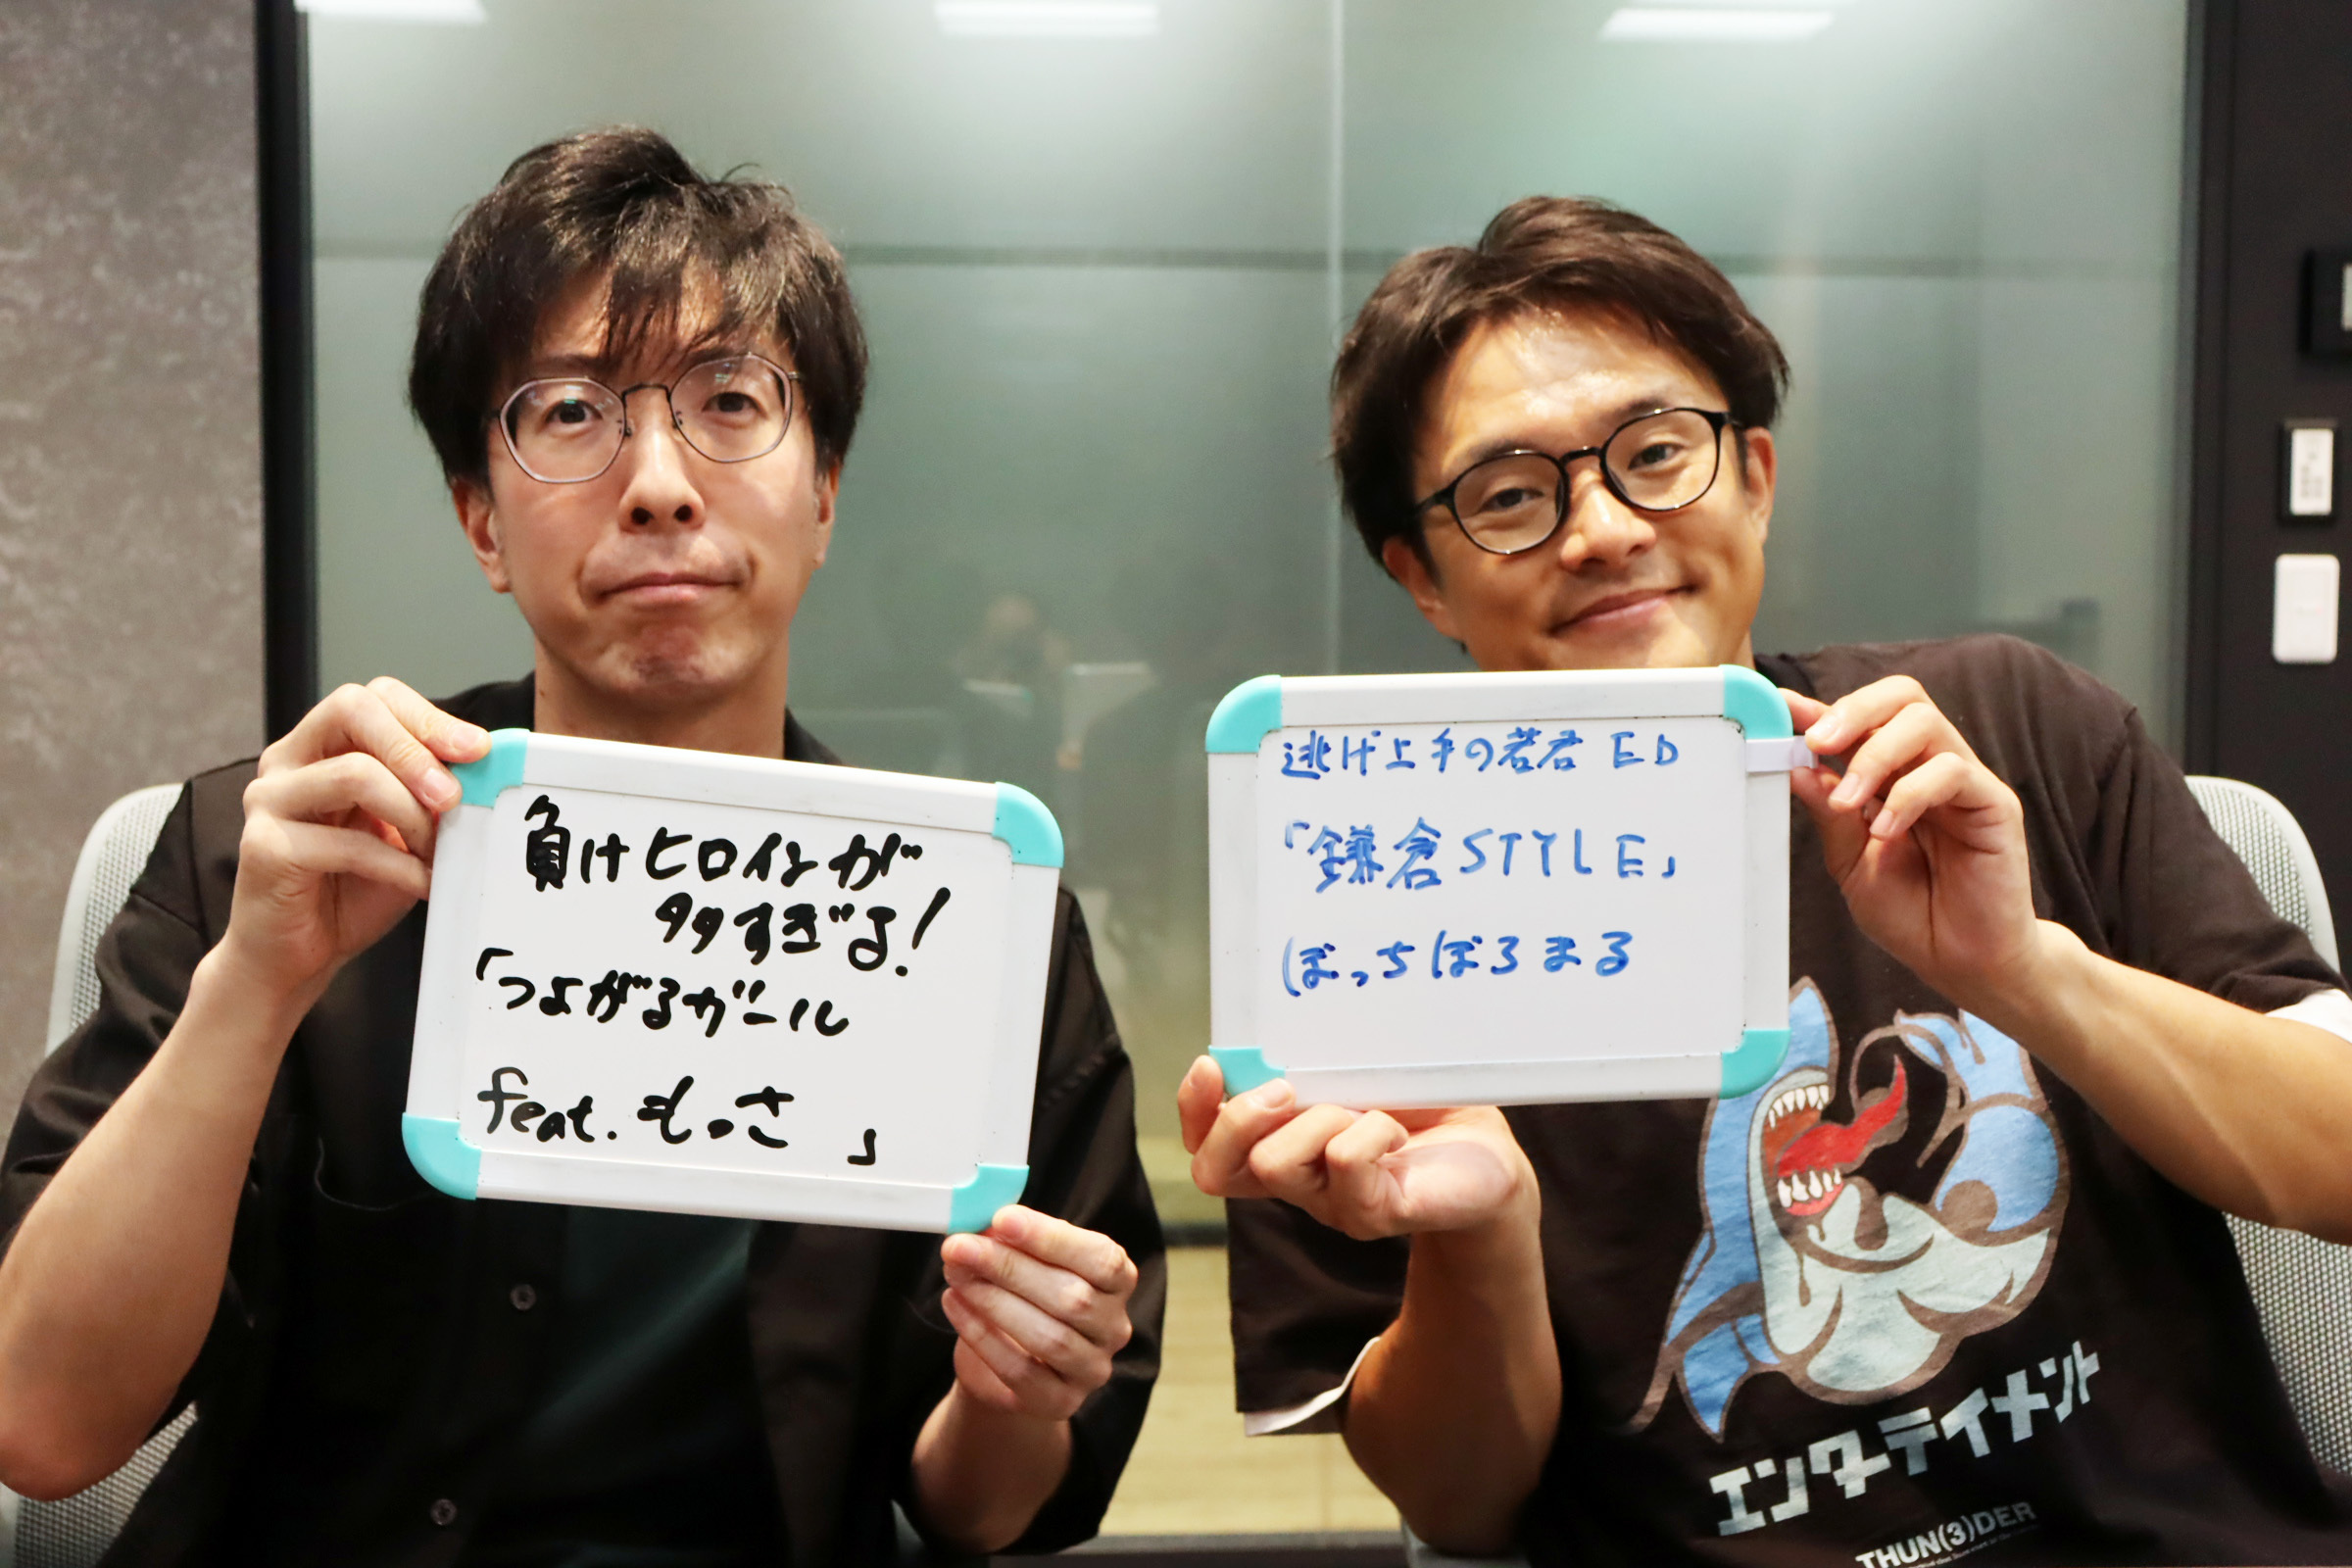 負けヒロインが
多すぎる!
「つよがるガール
feat.もっさ 」
逃げ上手の若君 ED
「鎌倉STYLE」
ぼっちぼろまる
エンターテイメント
THUN(3)DER